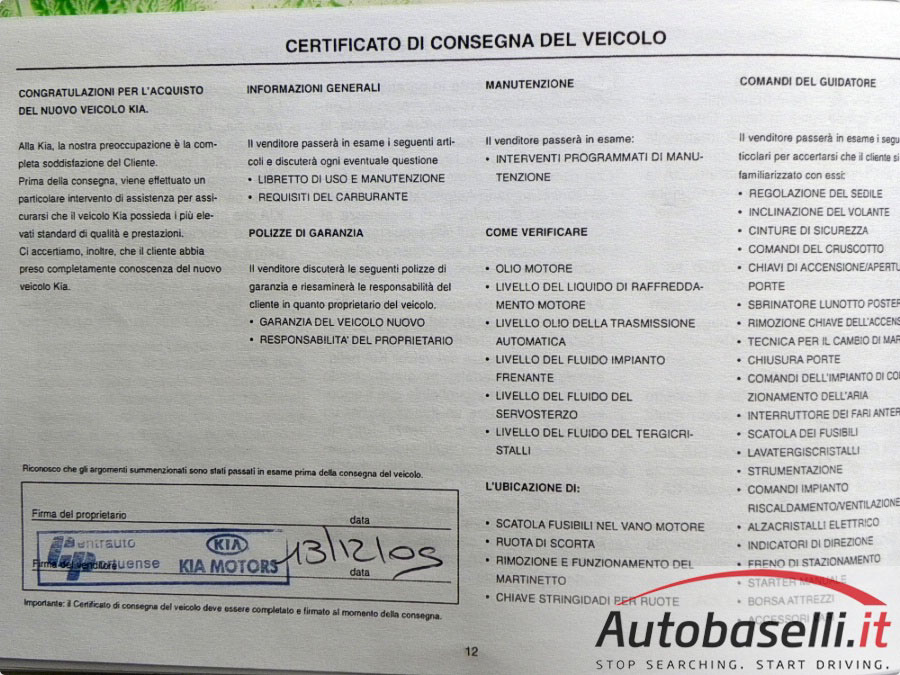 CERTIFICATO DI CONSEGNA DEL VEICOLO
CONGRATULAZIONI PER L'ACQUISTO
DEL NUOVO VEICOLO KIA.
Alla Kia, la nostra preoccupazione è la com-
pleta soddisfazione del Cliente.
Prima della consegna, viene effettuato un
particolare intervento di assistenza per assi-
curarsi che il veicolo Kia possieda i più ele-
vati standard di qualità e prestazioni.
Ci accertiamo, inoltre, che il cliente abbia
preso completamente conoscenza del nuovo
veicolo Kia.
INFORMAZIONI GENERALI
Il venditore passerà in esame i seguenti arti-
coli e discuterà ogni eventuale questione
• LIBRETTO DI USO E MANUTENZIONE
• REQUISITI DEL CARBURANTE
POLIZZE DI GARANZIA
Il venditore discuterà le seguenti polizze di
garanzia e riesaminerà le responsabilità del
cliente in quanto proprietario del veicolo.
• GARANZIA DEL VEICOLO NUOVO
• RESPONSABILITA' DEL PROPRIETARIO
MANUTENZIONE
Il venditore passerà in esame:
• INTERVENTI PROGRAMMATI DI MANU-
TENZIONE
COME VERIFICARE
• OLIO MOTORE
• LIVELLO DEL LIQUIDO DI RAFFREDDA-
MENTO MOTORE
• LIVELLO OLIO DELLA TRASMISSIONE
AUTOMATICA
• LIVELLO DEL FLUIDO IMPIANTO
FRENANTE
• LIVELLO DEL FLUIDO DEL
SERVOSTERZO
• LIVELLO DEL FLUIDO DEL TERGICRI-
STALLI
L'UBICAZIONE DI:
• SCATOLA FUSIBILI NEL VANO MOTORE
• RUOTA DI SCORTA
• RIMOZIONE E FUNZIONAMENTO DEL
MARTINETTO
• CHIAVE STRINGIDADI PER RUOTE
COMANDI DEL GUIDATORE
Il venditore passerà in esame i segu
ticolari per accertarsi che il cliente si
familiarizzato con essi:
• REGOLAZIONE DEL SEDILE
• INCLINAZIONE DEL VOLANTE
• CINTURE DI SICUREZZA
• COMANDI DEL CRUSCOTTO
• CHIAVI DI ACCENSIONE/APERTU
PORTE
• SBRINATORE LUNOTTO POSTER
• RIMOZIONE CHIAVE DELL'ACCENS
• TECNICA PER IL CAMBIO DI MAR
• CHIUSURA PORTE
• COMANDI DELL'IMPIANTO DI CO
ZIONAMENTO DELL'ARIA
• INTERRUTTORE DEI FARI ANTER
• SCATOLA DEI FUSIBILI
• LAVATERGISCRISTALLI
• STRUMENTAZIONE
• COMANDI IMPIANTO
RISCALDAMENTO/VENTILAZIONE
• ALZACRISTALLI ELETTRICO
• INDICATORI DI DIREZIONE
• FRENO DI STAZIONAMENTO
• STARTER MANUALE
• BORSA ATTREZZI
• ACCESSORI
Riconosco che gli argomenti summenzionati sono stati passati in esame prima della consegna del veicolo.
Firma del proprietario data
entrauto KIA 13/12/05
Firma del venditore tuense KIA MOTORS data
Importante: il Certificato di consegna del veicolo deve essere completato e firmato al momento della consegna.
12
Autobaselli.it
STOP SEARCHING. START DRIVING.